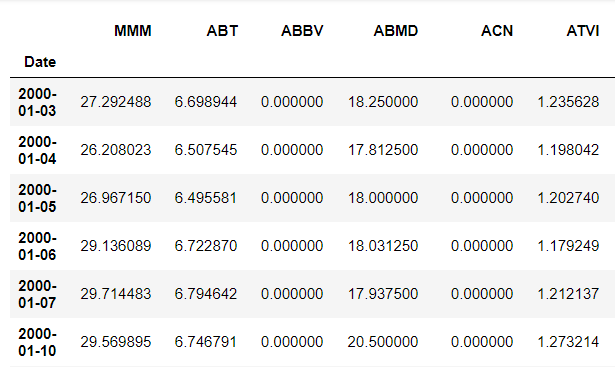 MMM ABT ABBV ABMD ACN ATVI
Date
2000-
01-03 27.292488 6.698944 0.000000 18.250000 0.000000 1.235628
2000-
01-04 26.208023 6.507545 0.000000 17.812500 0.000000 1.198042
2000-
01-05 26.967150 6.495581 0.000000 18.000000 0.000000 1.202740
2000-
01-06 29.136089 6.722870 0.000000 18.031250 0.000000 1.179249
2000-
01-07 29.714483 6.794642 0.000000 17.937500 0.000000 1.212137
2000-
01-10 29.569895 6.746791 0.000000 20.500000 0.000000 1.273214